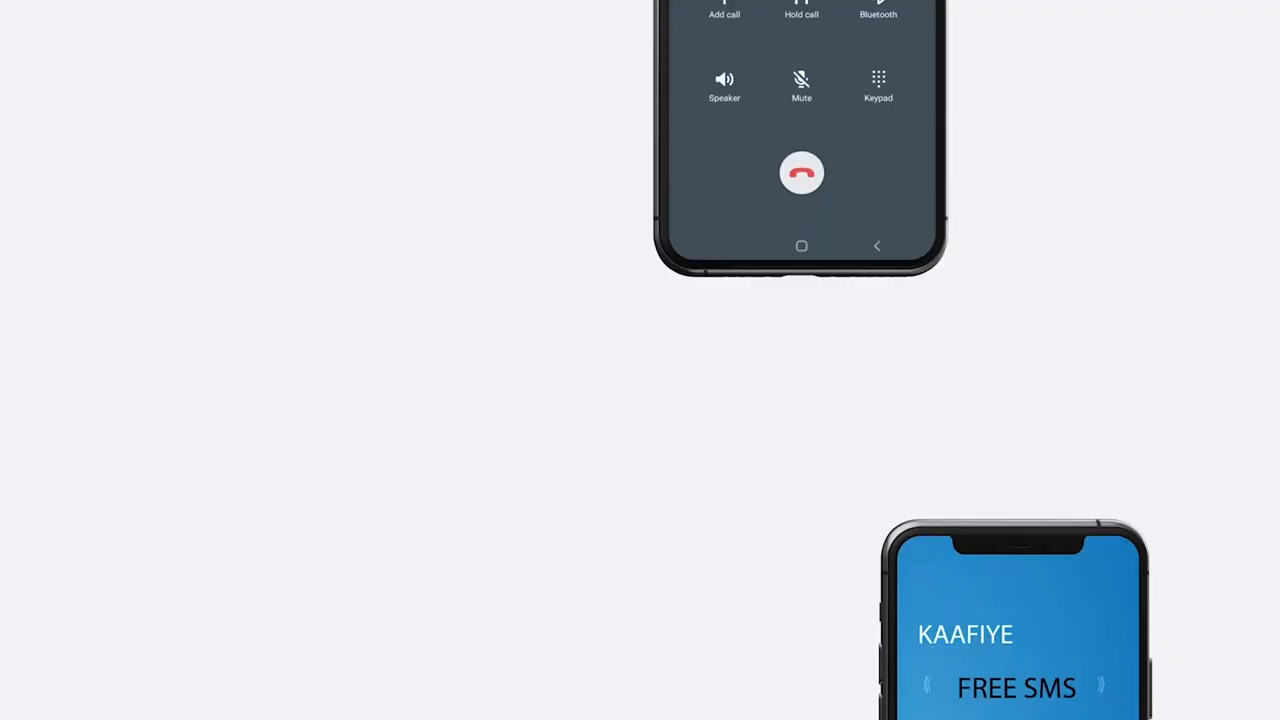 Add call Hold call Bluetooth
Speaker Mute Keypad
KAAFIYE
FREE SMS